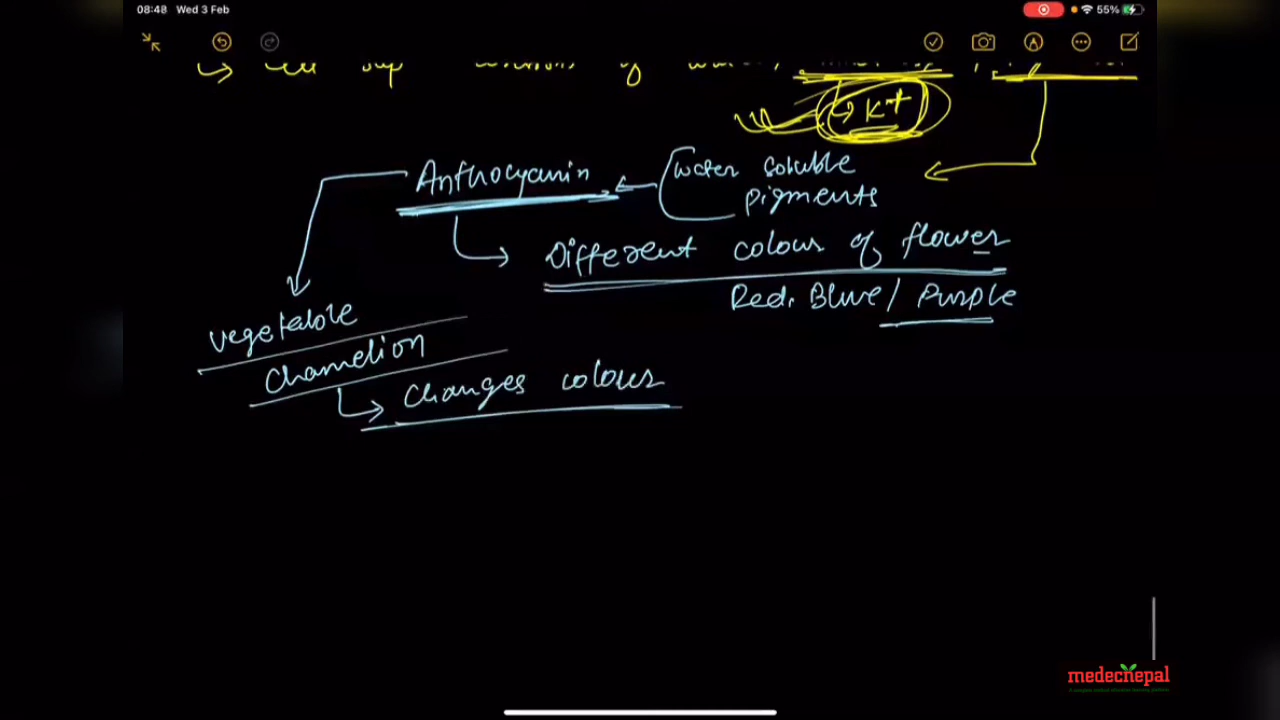 08:48 Wed 3 Feb
55%
→ K+
Anthocyanin
water soluble
pigments
Different colour of flower
Red. Blue / Purple
vegetable
chamelion
changes colours
medecnepal